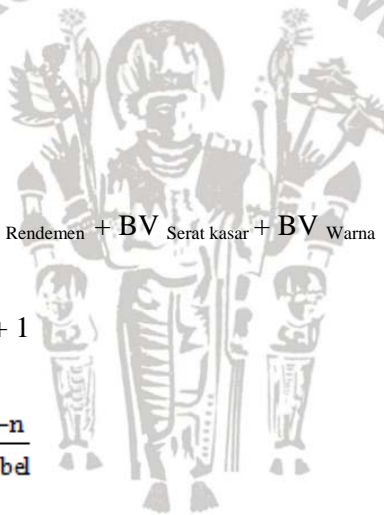 Rendemen + BV Serat kasar + BV Warna
+ 1
-n
bel